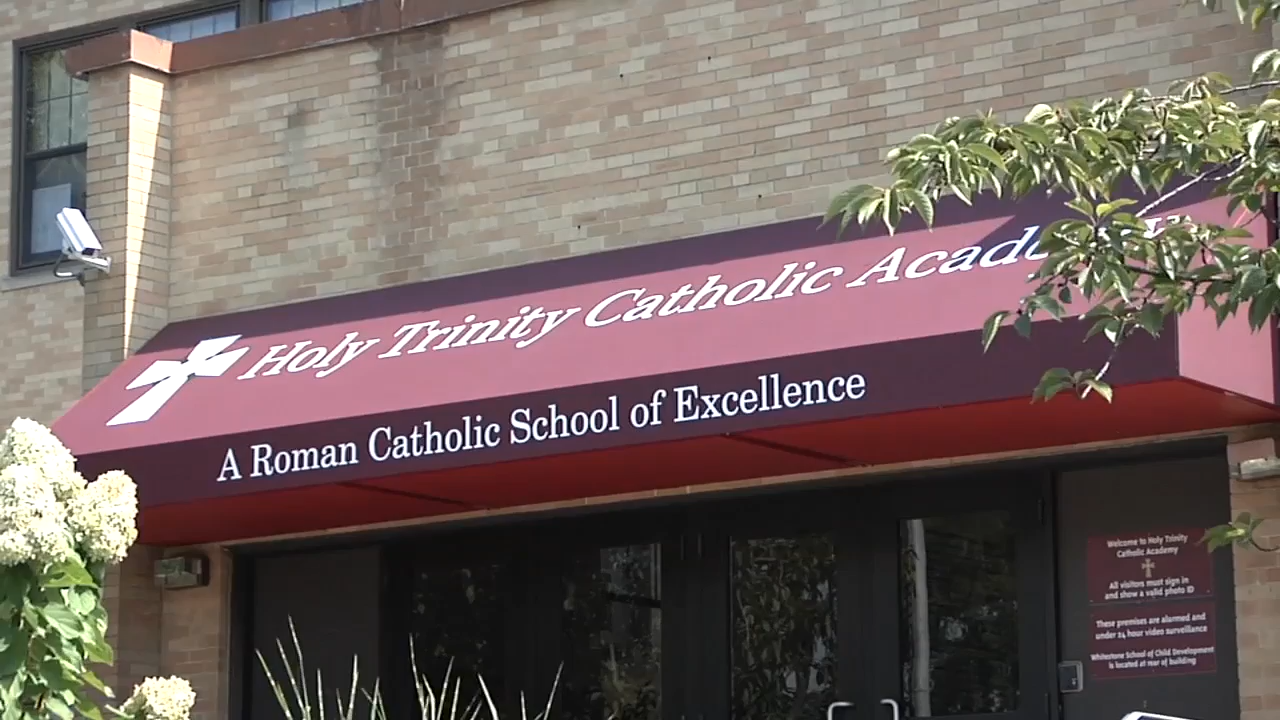 Holy Trinity Catholic Academy
A Roman Catholic School of Excellence
Welcome to Holy Trinity
Catholic Academy
All visitors must sign in
and show a valid photo ID
These premises are alarmed and
under 24 hour video surveillance
Whitestone School of Child Development
is located at rear of building